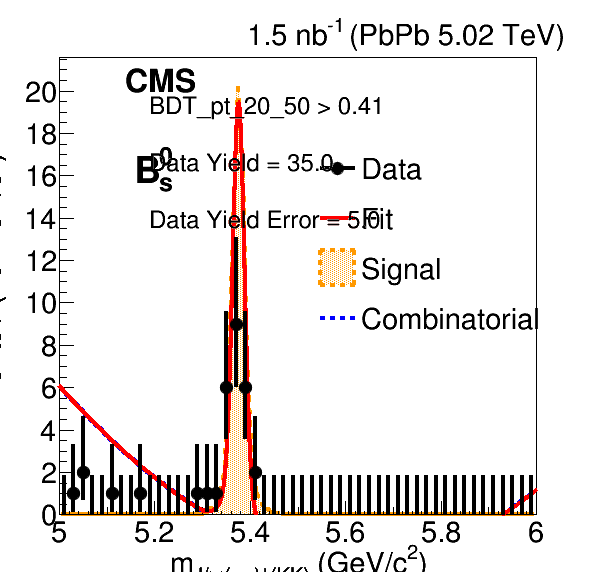 1.5 nb⁻¹ (PbPb 5.02 TeV)
CMS
BDT_pt_20_50 > 0.41
B⁰ₛ
Data Yield = 35.0
Data Yield Error = 5.0
Data
Fit
Signal
Combinatorial
20
18
16
14
12
10
8
6
4
2
0
5 5.2 5.4 5.6 5.8 6
m (GeV/c²)